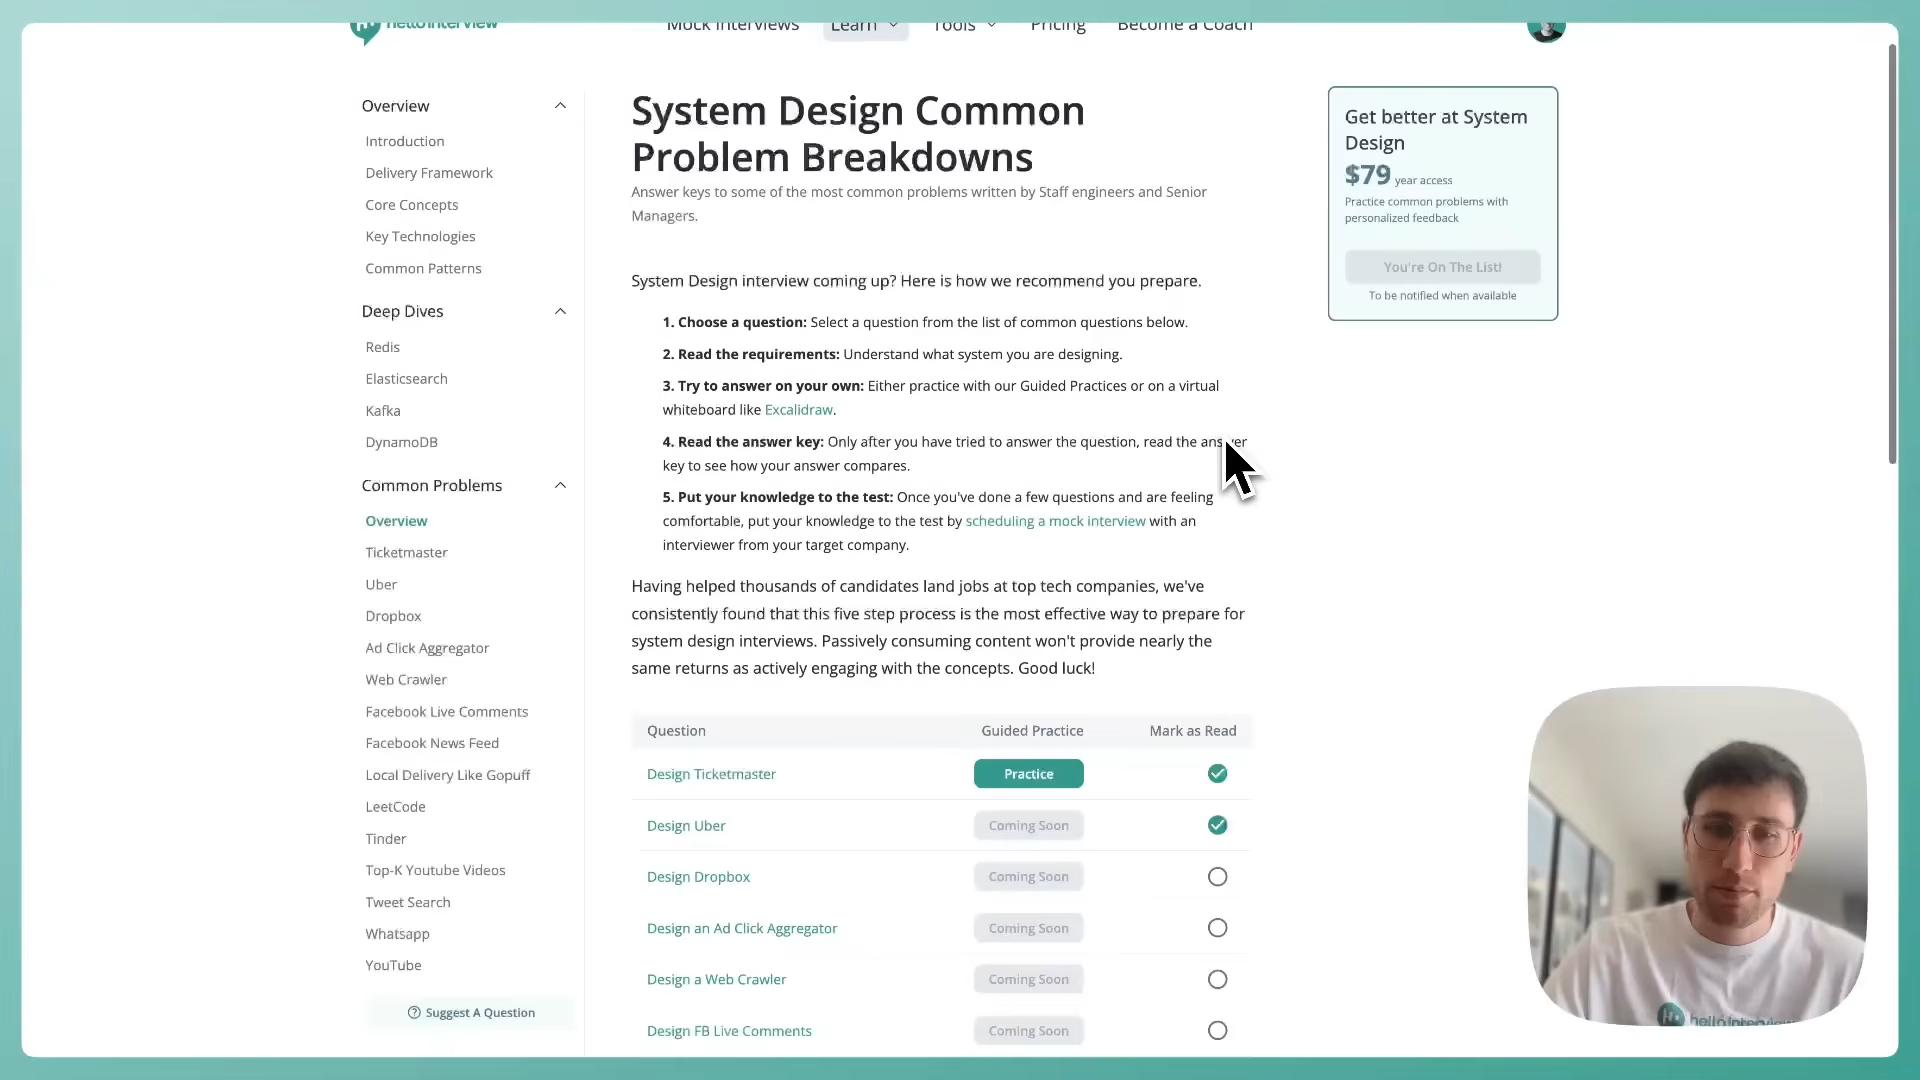 hellointerview
Mock Interviews
Learn
Tools
Pricing
Become a Coach
Overview
Introduction
Delivery Framework
Core Concepts
Key Technologies
Common Patterns
Deep Dives
Redis
Elasticsearch
Kafka
DynamoDB
Common Problems
Overview
Ticketmaster
Uber
Dropbox
Ad Click Aggregator
Web Crawler
Facebook Live Comments
Facebook News Feed
Local Delivery Like Gopuff
LeetCode
Tinder
Top-K Youtube Videos
Tweet Search
Whatsapp
YouTube
Suggest A Question
System Design Common
Problem Breakdowns
Answer keys to some of the most common problems written by Staff engineers and Senior
Managers.
System Design interview coming up? Here is how we recommend you prepare.
1. Choose a question: Select a question from the list of common questions below.
2. Read the requirements: Understand what system you are designing.
3. Try to answer on your own: Either practice with our Guided Practices or on a virtual
whiteboard like Excalidraw.
4. Read the answer key: Only after you have tried to answer the question, read the answer
key to see how your answer compares.
5. Put your knowledge to the test: Once you've done a few questions and are feeling
comfortable, put your knowledge to the test by scheduling a mock interview with an
interviewer from your target company.
Having helped thousands of candidates land jobs at top tech companies, we've
consistently found that this five step process is the most effective way to prepare for
system design interviews. Passively consuming content won't provide nearly the
same returns as actively engaging with the concepts. Good luck!
Question Guided Practice Mark as Read
Design Ticketmaster Practice
Design Uber Coming Soon
Design Dropbox Coming Soon
Design an Ad Click Aggregator Coming Soon
Design a Web Crawler Coming Soon
Design FB Live Comments Coming Soon
Get better at System
Design
$79 year access
Practice common problems with
personalized feedback
You're On The List!
To be notified when available
hellointerview